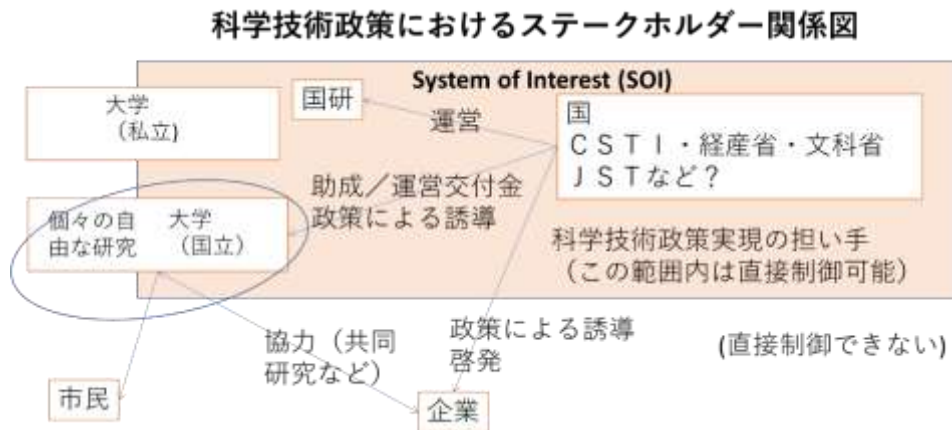 科学技術政策におけるステークホルダー関係図
System of Interest (SOI)
大学
（私立）
国研
運営
国
ＣＳＴＩ・経産省・文科省
ＪＳＴなど？
助成／運営交付金
政策による誘導
個々の自
由な研究
大学
（国立）
科学技術政策実現の担い手
（この範囲内は直接制御可能）
協力（共同
研究など）
政策による誘導
啓発
(直接制御できない)
市民
企業